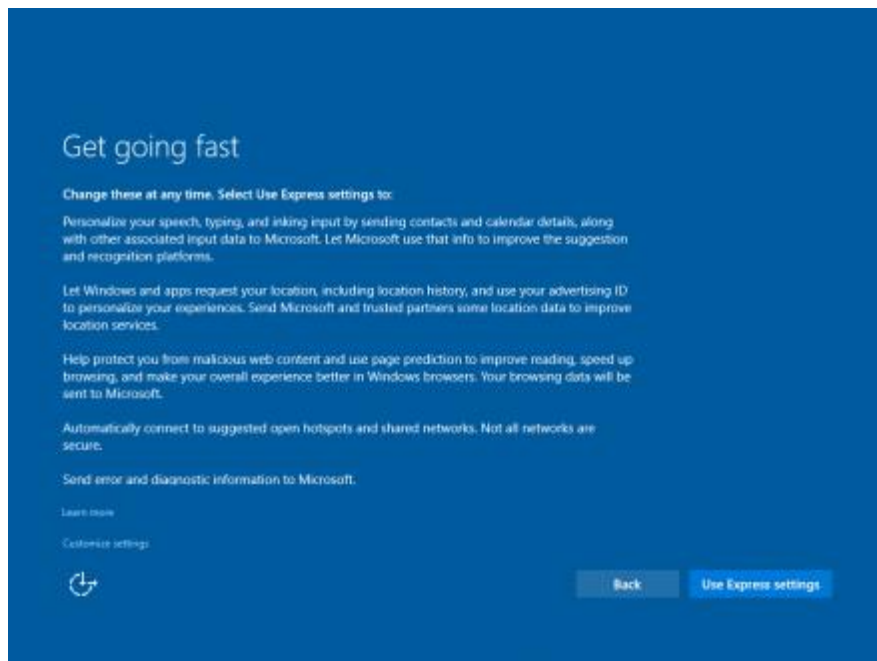 Get going fast
Change these at any time. Select Use Express settings to:
Personalize your speech, typing, and inking input by sending contacts and calendar details, along
with other associated input data to Microsoft. Let Microsoft use that info to improve the suggestion
and recognition platforms.
Let Windows and apps request your location, including location history, and use your advertising ID
to personalize your experiences. Send Microsoft and trusted partners some location data to improve
location services.
Help protect you from malicious web content and use page prediction to improve reading, speed up
browsing, and make your overall experience better in Windows browsers. Your browsing data will be
sent to Microsoft.
Automatically connect to suggested open hotspots and shared networks. Not all networks are
secure.
Send error and diagnostic information to Microsoft.
Learn more
Customize settings
Back
Use Express settings